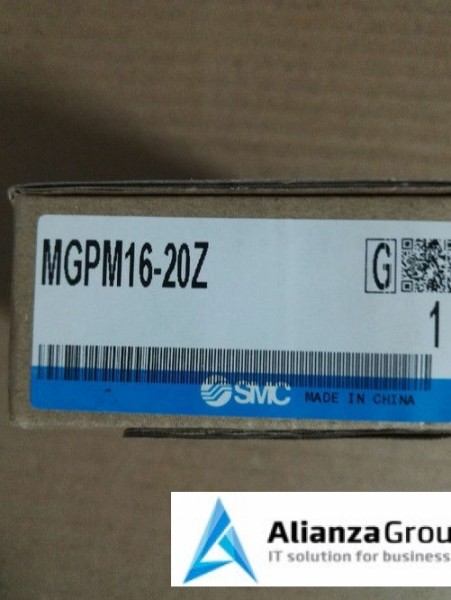 MGPM16-20Z
G
1
SMC MADE IN CHINA
AlianzaGrou
IT solution for business